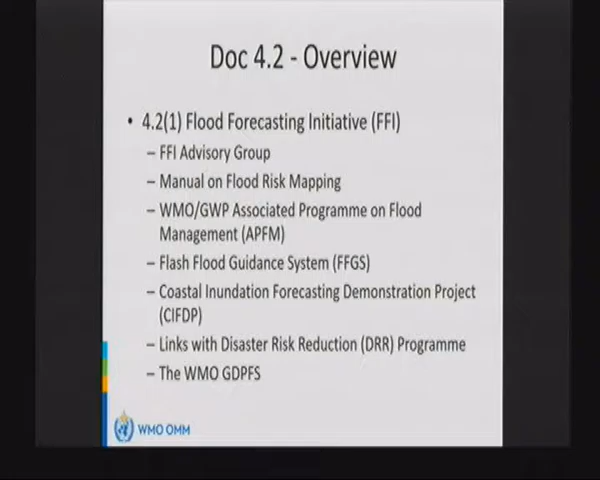 Doc 4.2 - Overview
• 4.2(1) Flood Forecasting Initiative (FFI)
– FFI Advisory Group
– Manual on Flood Risk Mapping
– WMO/GWP Associated Programme on Flood
Management (APFM)
– Flash Flood Guidance System (FFGS)
– Coastal Inundation Forecasting Demonstration Project
(CIFDP)
– Links with Disaster Risk Reduction (DRR) Programme
– The WMO GDPFS
WMO OMM